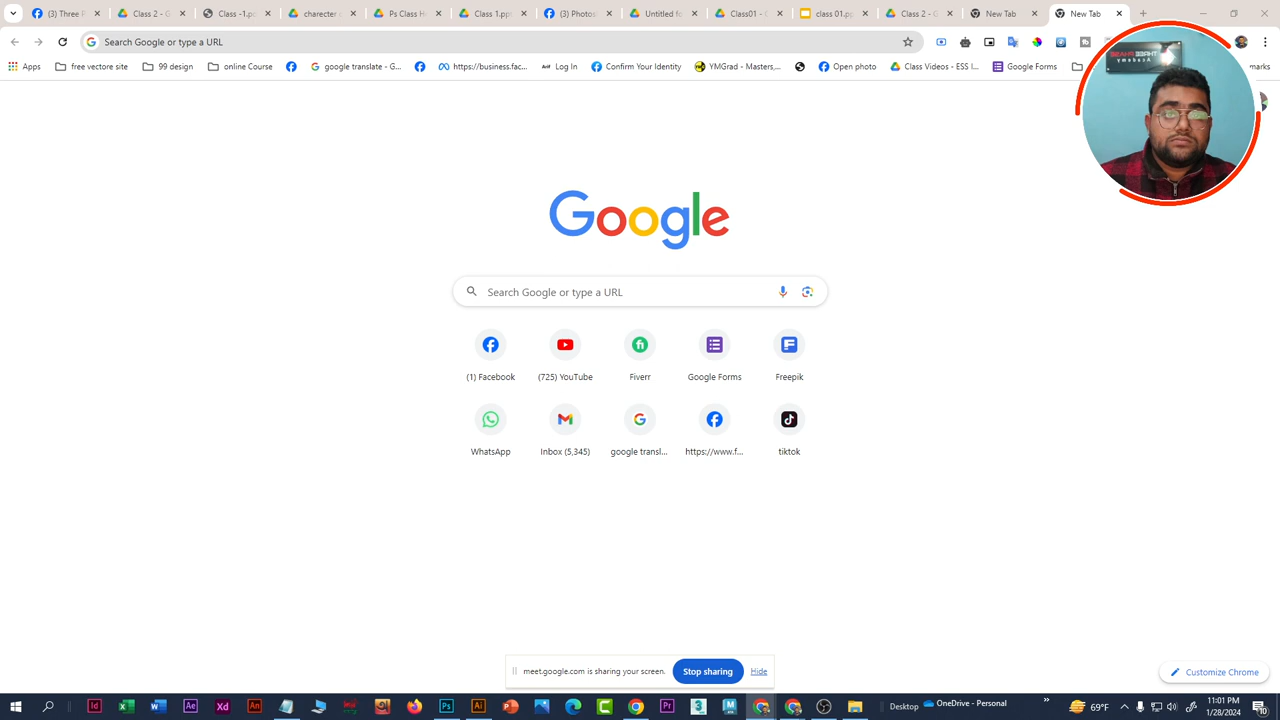 (3) Three P
Class 2 - G
Class -1.pp
charecter (
Class Ho
Class 1.pp
(3) Photos
Untitled fo
Class01 - G
class 01.pp
Class 2 - G
New Tab
New Tab
Search Google or type a URL
Apps
free vectore site
99 design
online Cour
google translate - G...
https://business.fac...
Log In
Confirm Your Identity
YMGrad - Masters,...
Open photo
Class Videos - ESS I...
Google Forms
Google
Search Google or type a URL
(1) Facebook
(725) YouTube
Fiverr
Google Forms
Freepik
WhatsApp
Inbox (5,345)
google transl...
https://www.f...
tiktok
meet.google.com is sharing your screen.
Stop sharing
Hide
Customize Chrome
Desktop
OneDrive - Personal
69°F
11:01 PM
1/28/2024